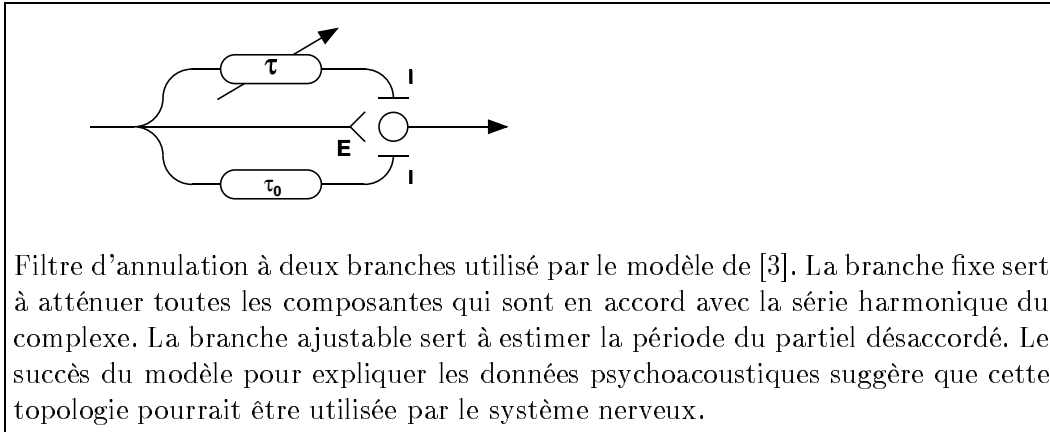 τ
I
E
I
τ₀
Filtre d'annulation à deux branches utilisé par le modèle de [3]. La branche fixe sert
à atténuer toutes les composantes qui sont en accord avec la série harmonique du
complexe. La branche ajustable sert à estimer la période du partiel désaccordé. Le
succès du modèle pour expliquer les données psychoacoustiques suggère que cette
topologie pourrait être utilisée par le système nerveux.